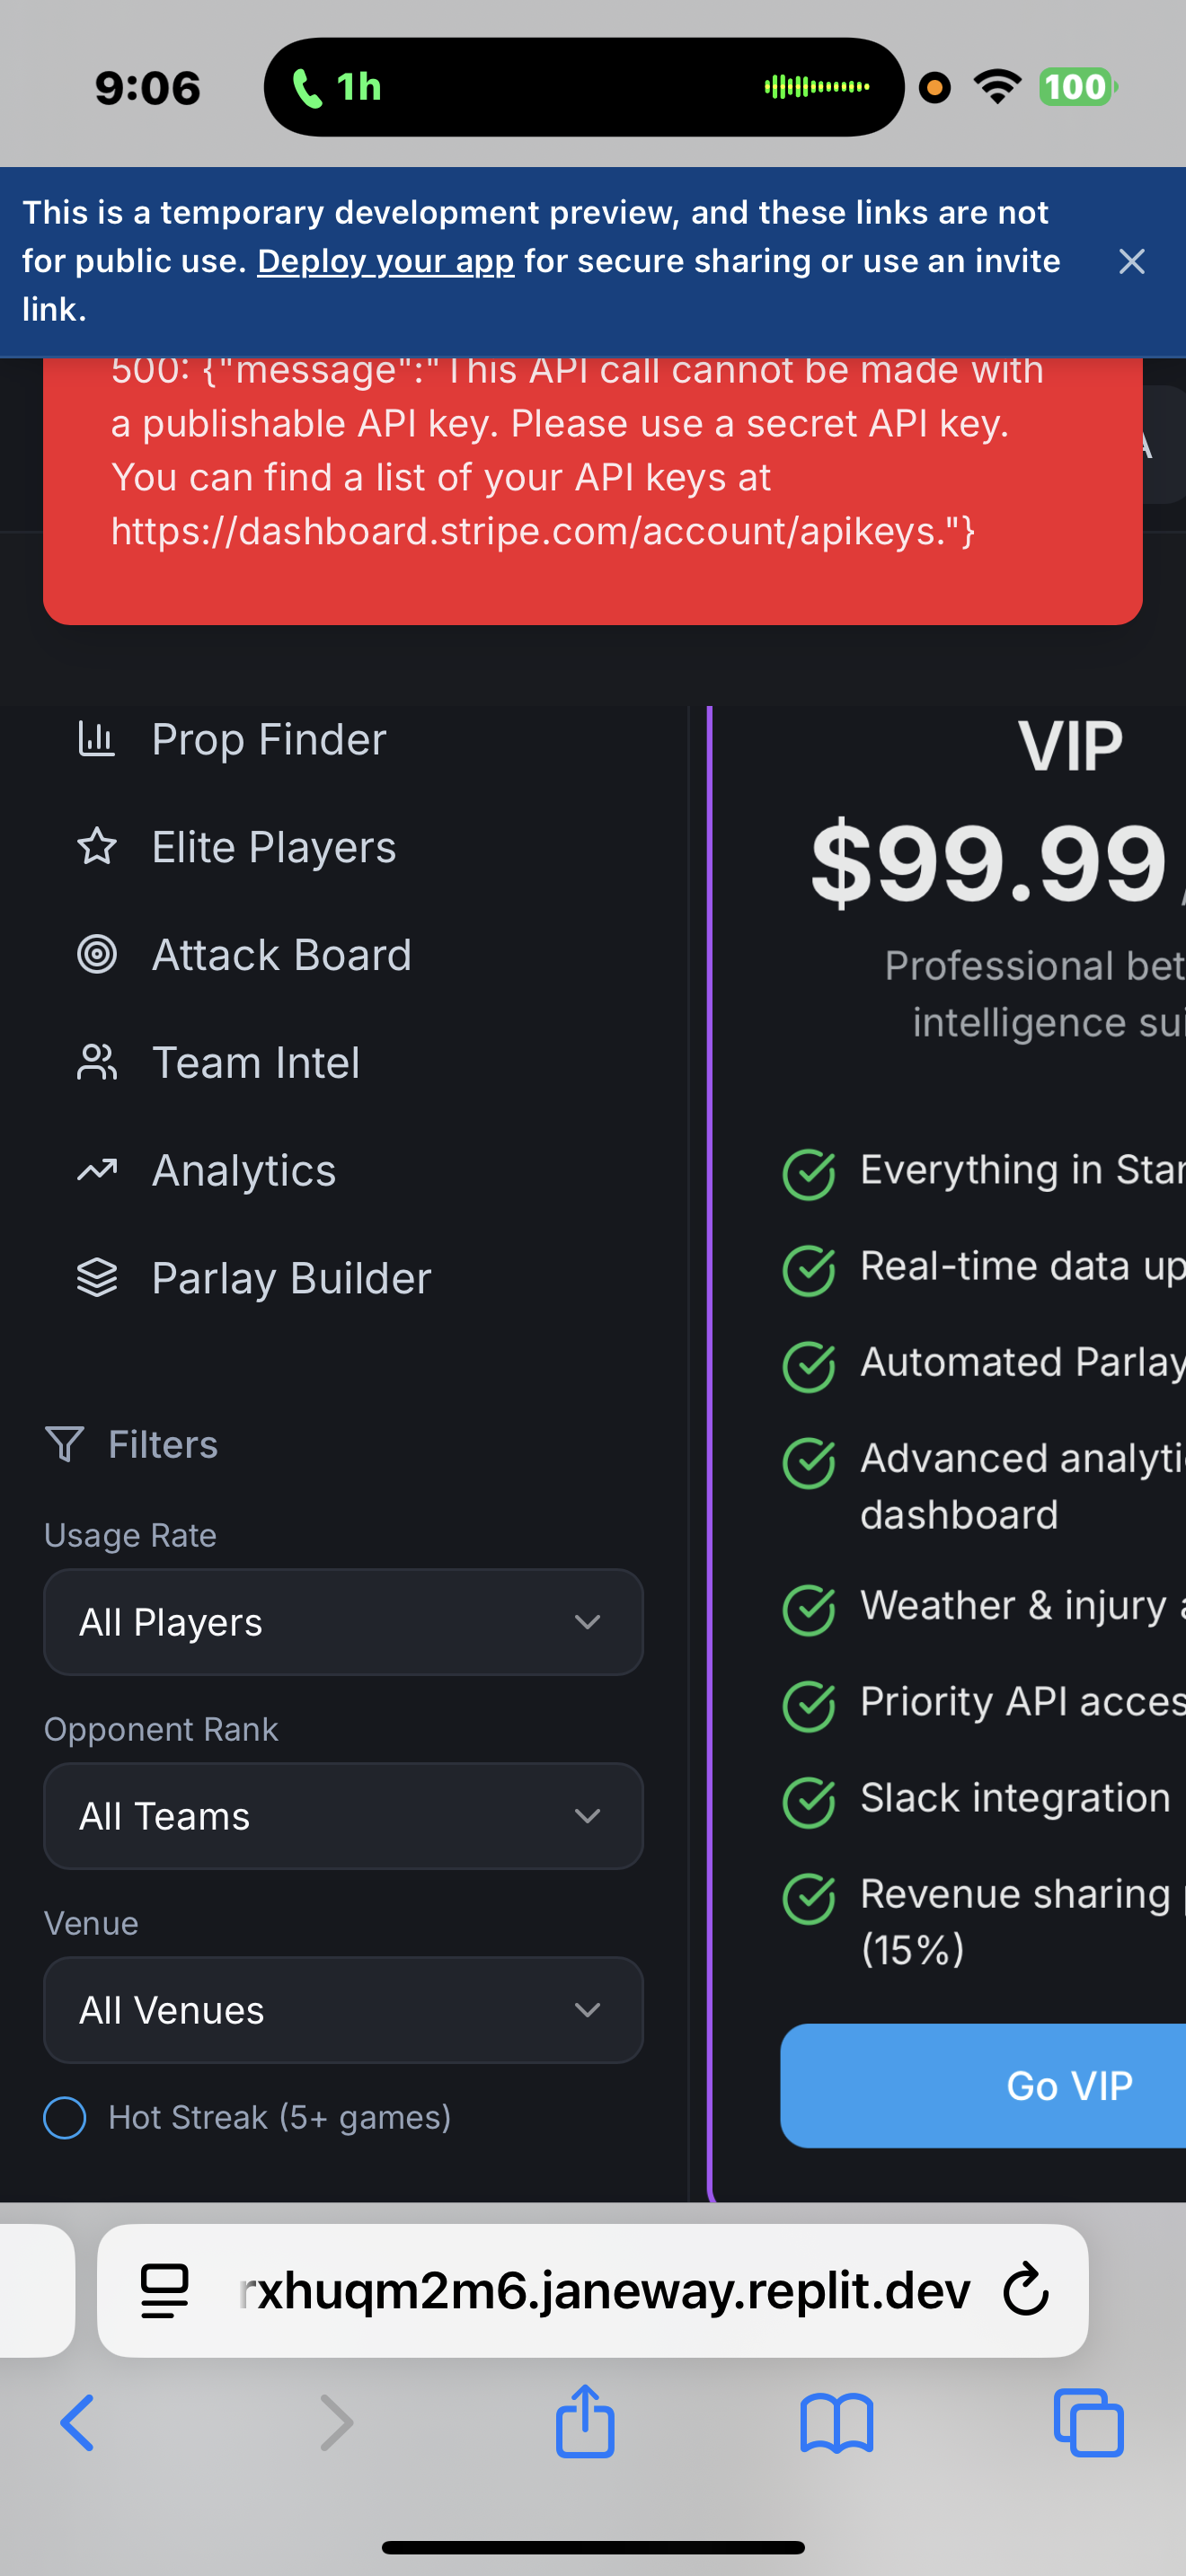 9:06
1h
100
This is a temporary development preview, and these links are not
for public use. Deploy your app for secure sharing or use an invite
link.
500: {"message":"This API call cannot be made with
a publishable API key. Please use a secret API key.
You can find a list of your API keys at
https://dashboard.stripe.com/account/apikeys."}
A
Prop Finder
Elite Players
Attack Board
Team Intel
Analytics
Parlay Builder
Filters
Usage Rate
All Players
Opponent Rank
All Teams
Venue
All Venues
Hot Streak (5+ games)
VIP
$99.99
Professional bet
intelligence sui
Everything in Star
Real-time data up
Automated Parlay
Advanced analyti
dashboard
Weather & injury a
Priority API acces
Slack integration
Revenue sharing p
(15%)
Go VIP
rxhuqm2m6.janeway.replit.dev